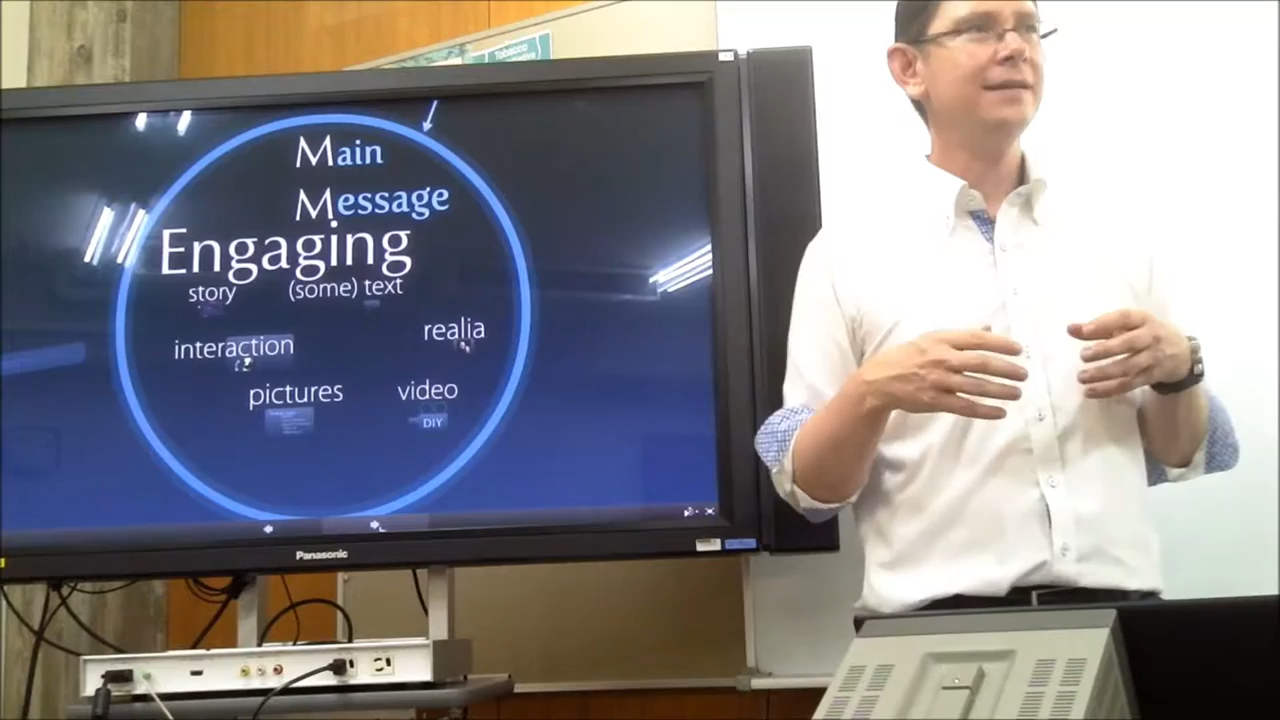 Tobacco
Main
Message
Engaging
story
(some) text
realia
interaction
pictures
video
DIY
Panasonic